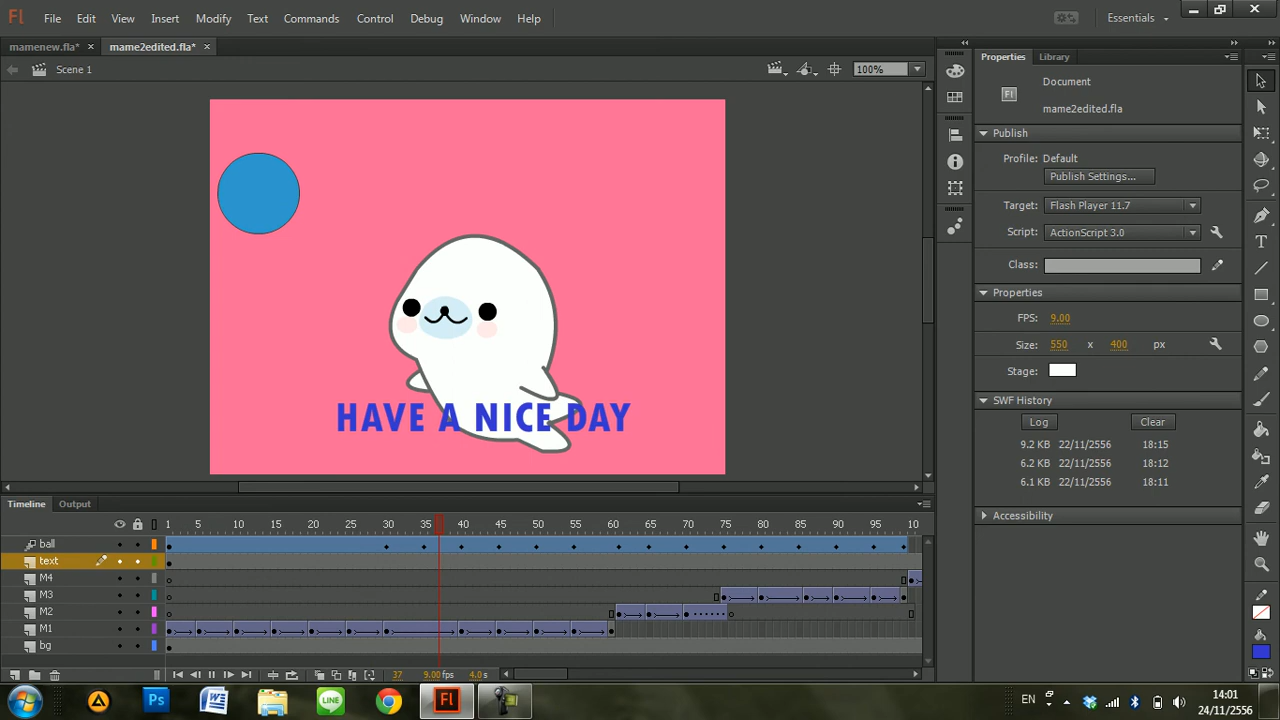 Fl File Edit View Insert Modify Text Commands Control Debug Window Help Essentials
mamenew.fla* × mame2edited.fla* ×
Scene 1 100%
HAVE A NICE DAY
Properties Library
Document
Fl mame2edited.fla
Publish
Profile: Default
Publish Settings...
Target: Flash Player 11.7
Script: ActionScript 3.0
Class:
Properties
FPS: 9.00
Size: 550 x 400 px
Stage:
SWF History
Log Clear
9.2 KB 22/11/2556 18:15
6.2 KB 22/11/2556 18:12
6.1 KB 22/11/2556 18:11
Accessibility
Timeline Output
1 5 10 15 20 25 30 35 40 45 50 55 60 65 70 75 80 85 90 95 10
ball
text
M4
M3
M2
M1
bg
37 9.00fps 4.0s
Ps W LINE Fl EN 14:01
24/11/2556